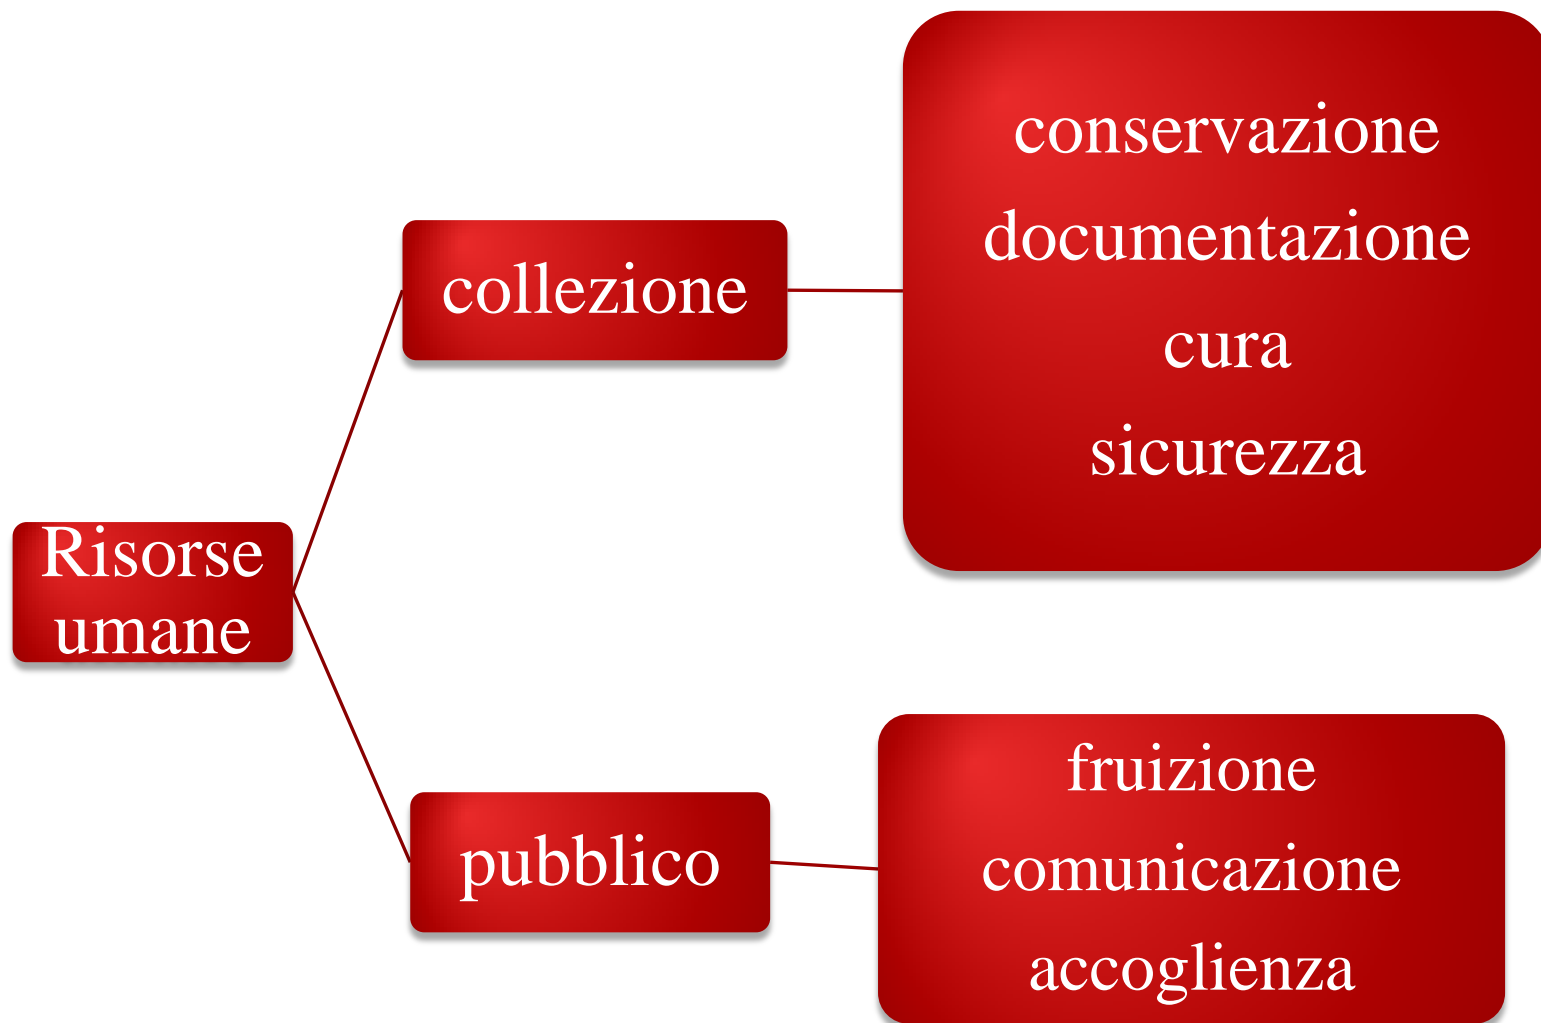 Risorse
umane
collezione
conservazione
documentazione
cura
sicurezza
pubblico
fruizione
comunicazione
accoglienza